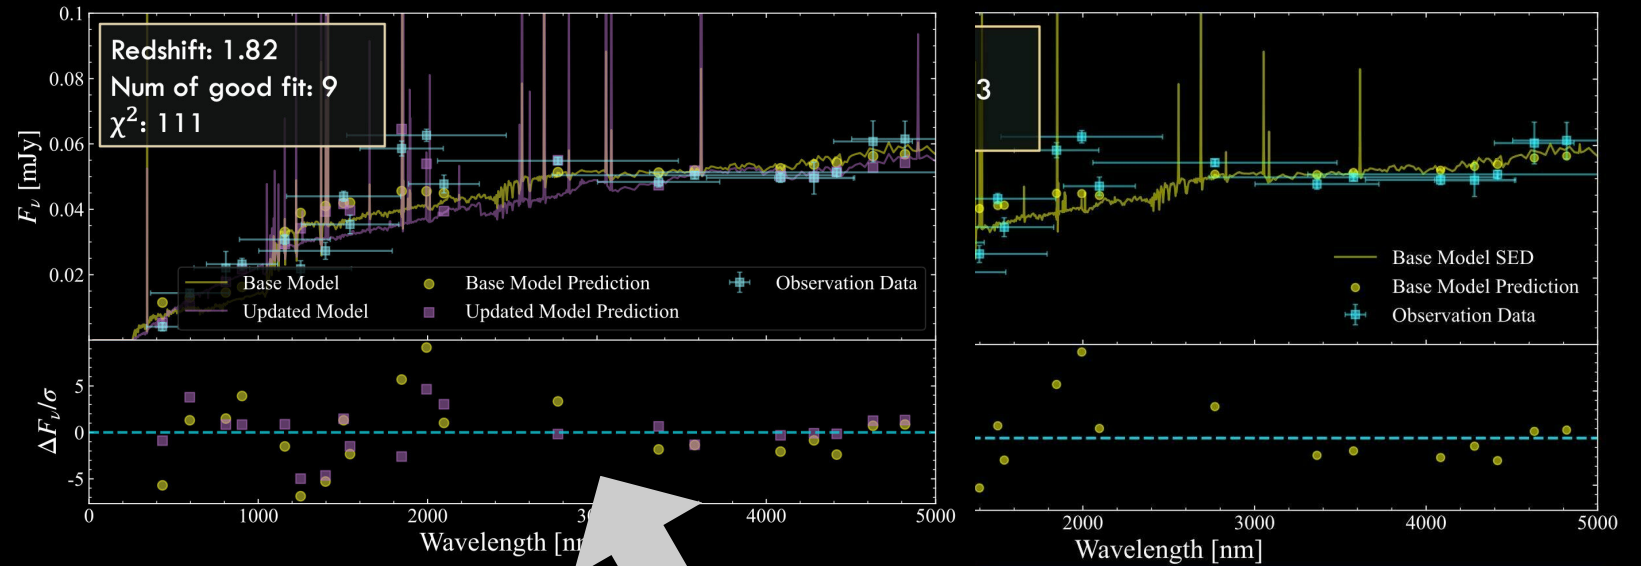 Redshift: 1.82
Num of good fit: 9
χ²: 111
0.1
0.08
0.06
0.04
0.02
F_ν [mJy]
Base Model
Updated Model
Base Model Prediction
Updated Model Prediction
Observation Data
5
0
-5
ΔF_ν/σ
0
1000
2000
4000
5000
Wavelength [nm]
3
Base Model SED
Base Model Prediction
Observation Data
2000
3000
4000
5000
Wavelength [nm]